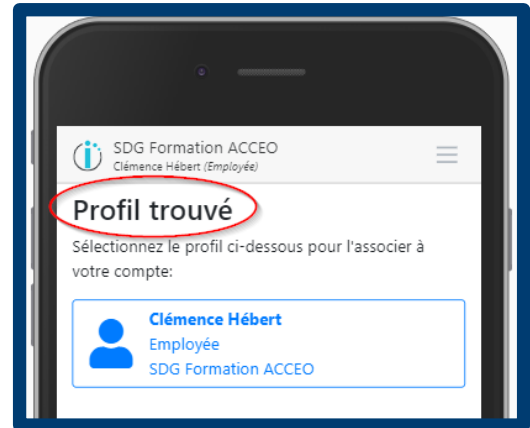 SDG Formation ACCEO
Clémence Hébert (Employée)
Profil trouvé
Sélectionnez le profil ci-dessous pour l'associer à
votre compte:
Clémence Hébert
Employée
SDG Formation ACCEO